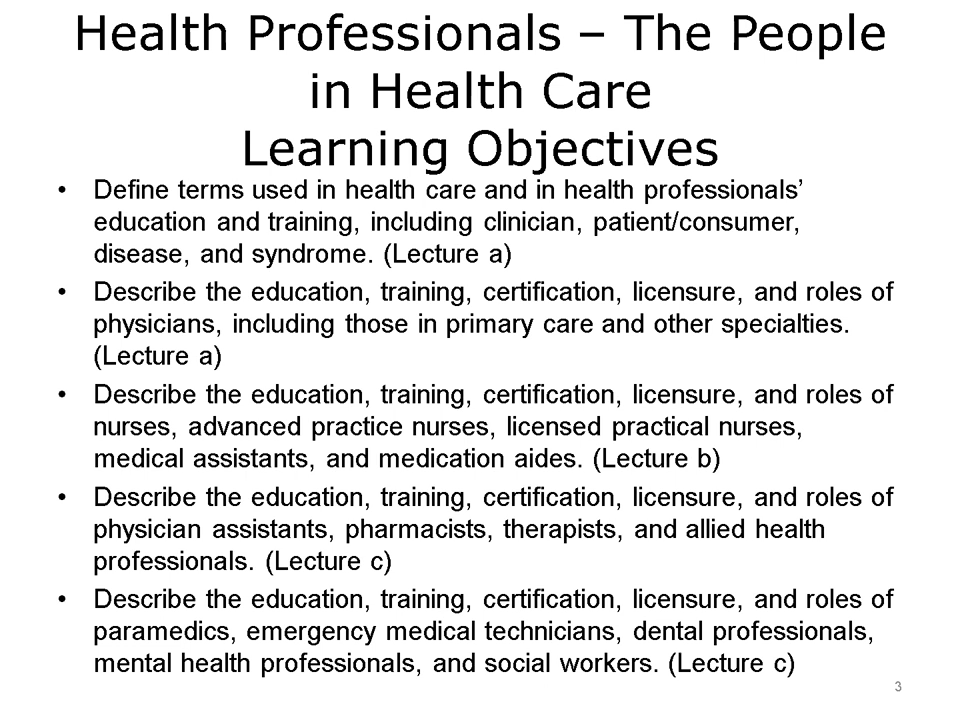 Health Professionals – The People
in Health Care
Learning Objectives
• Define terms used in health care and in health professionals’
education and training, including clinician, patient/consumer,
disease, and syndrome. (Lecture a)
• Describe the education, training, certification, licensure, and roles of
physicians, including those in primary care and other specialties.
(Lecture a)
• Describe the education, training, certification, licensure, and roles of
nurses, advanced practice nurses, licensed practical nurses,
medical assistants, and medication aides. (Lecture b)
• Describe the education, training, certification, licensure, and roles of
physician assistants, pharmacists, therapists, and allied health
professionals. (Lecture c)
• Describe the education, training, certification, licensure, and roles of
paramedics, emergency medical technicians, dental professionals,
mental health professionals, and social workers. (Lecture c)
3